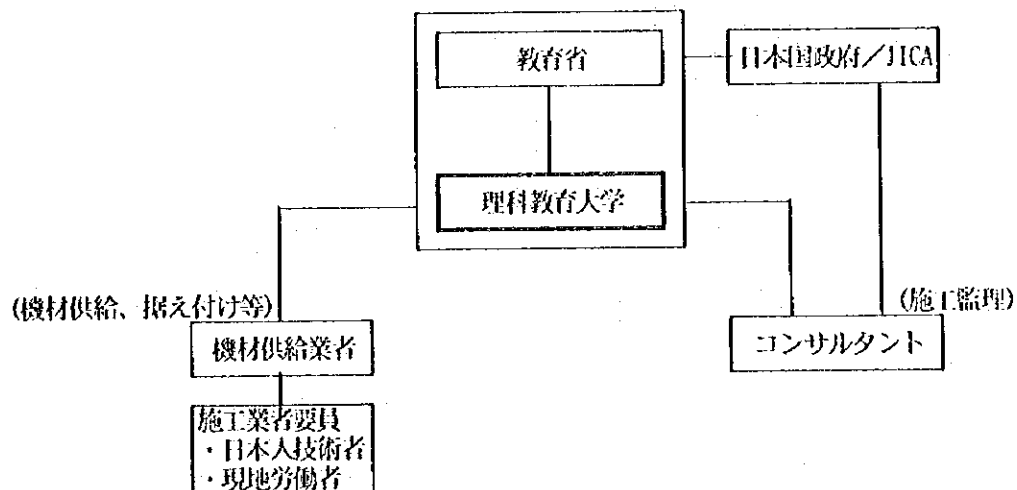 教育省
日本国政府／JICA
理科教育大学
(機材供給、据え付け等)
(施工監理)
機材供給業者
コンサルタント
施工業者要員
・日本人技術者
・現地労働者